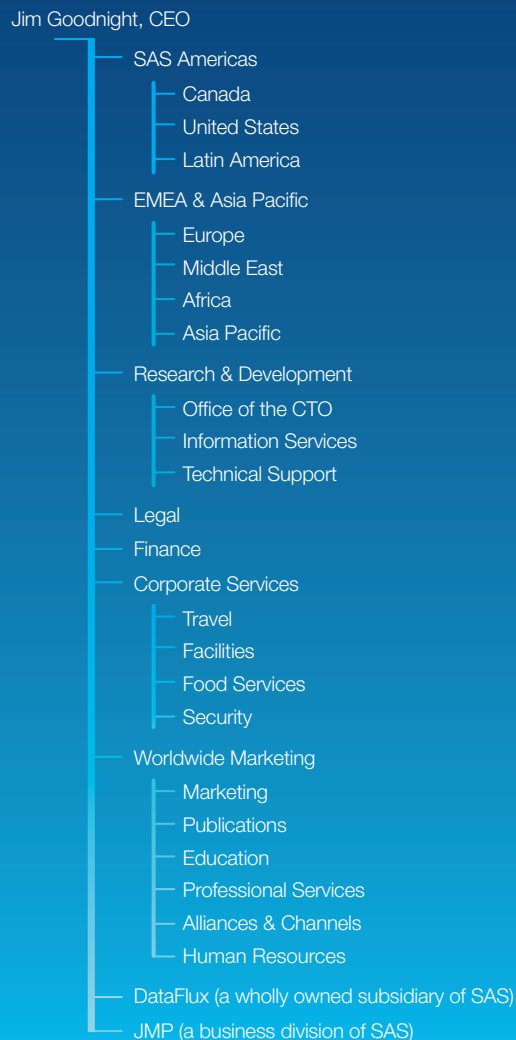 Jim Goodnight, CEO
SAS Americas
Canada
United States
Latin America
EMEA & Asia Pacific
Europe
Middle East
Africa
Asia Pacific
Research & Development
Office of the CTO
Information Services
Technical Support
Legal
Finance
Corporate Services
Travel
Facilities
Food Services
Security
Worldwide Marketing
Marketing
Publications
Education
Professional Services
Alliances & Channels
Human Resources
DataFlux (a wholly owned subsidiary of SAS)
JMP (a business division of SAS)